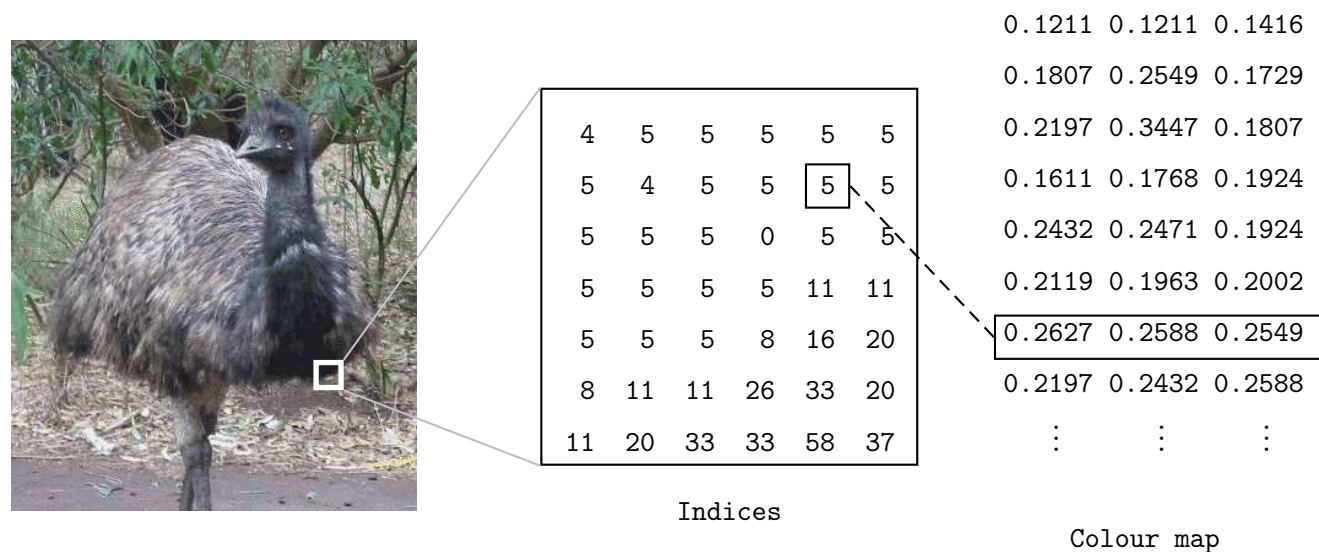 4 5 5 5 5 5
5 4 5 5 5 5
5 5 5 0 5 5
5 5 5 5 11 11
5 5 5 8 16 20
8 11 11 26 33 20
11 20 33 33 58 37
Indices
0.1211 0.1211 0.1416
0.1807 0.2549 0.1729
0.2197 0.3447 0.1807
0.1611 0.1768 0.1924
0.2432 0.2471 0.1924
0.2119 0.1963 0.2002
0.2627 0.2588 0.2549
0.2197 0.2432 0.2588
⋮ ⋮ ⋮
Colour map